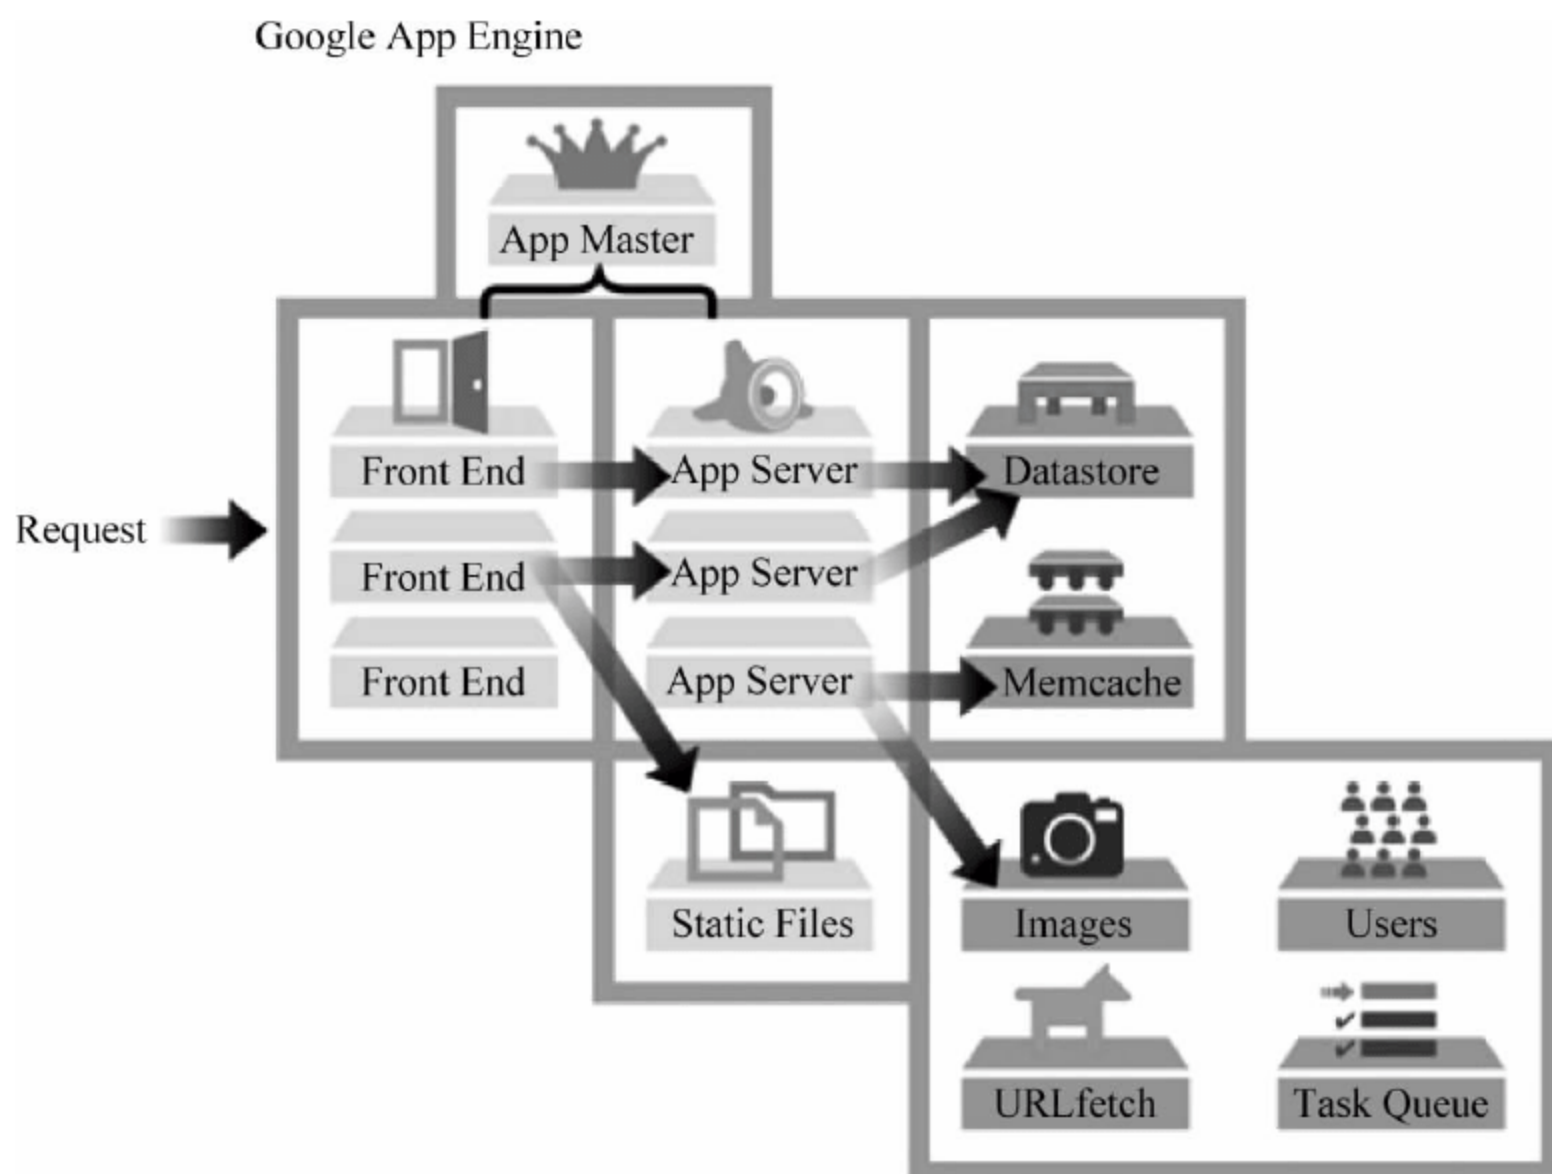 Google App Engine
App Master
Front End
App Server
Datastore
Request
Front End
App Server
Front End
App Server
Memcache
Static Files
Images
Users
URLfetch
Task Queue